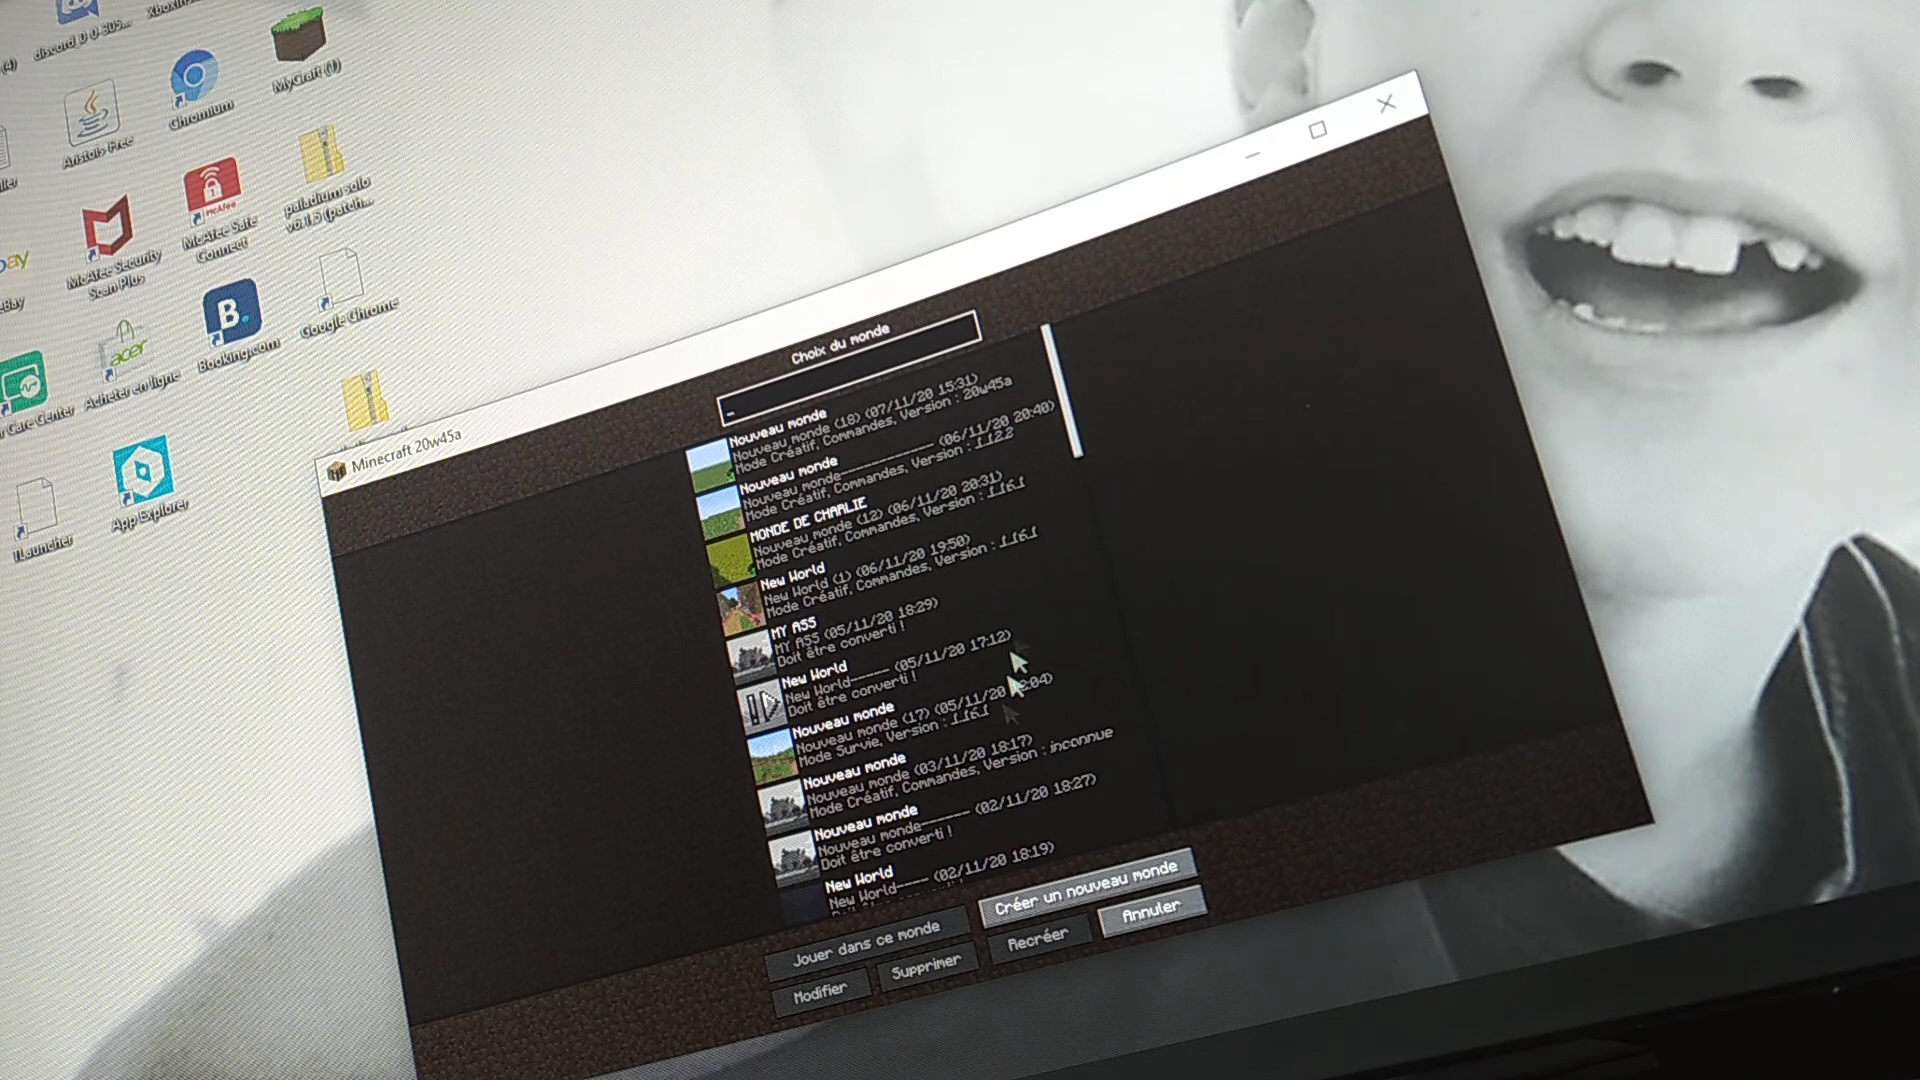 discord_0-0-305...
(4)
MyCraft (1)
Chromium
Aristois-Free
McAfee
McAfee Safe
Connect
paladium solo
v6.11.5 (patch...
McAfee Security
Scan Plus
eBay
Google Chrome
B.
Booking.com
acer
Acheter en ligne
Care Center
App Explorer
TLauncher
Minecraft 20w45a
Choix du monde
Nouveau monde
Nouveau monde (18) (07/11/20 15:31)
Mode Créatif, Commandes, Version : 20w45a
Nouveau monde
Nouveau monde---------------- (06/11/20 20:40)
Mode Créatif, Commandes, Version : 1.12.2
MONDE DE CHARLIE
Nouveau monde (12) (06/11/20 20:31)
Mode Créatif, Commandes, Version : 1.16.1
New World
New World (1) (06/11/20 19:50)
Mode Créatif, Commandes, Version : 1.16.1
MY ASS
MY ASS (05/11/20 18:29)
Doit être converti !
New World
New World------ (05/11/20 17:12)
Doit être converti !
Nouveau monde
Nouveau monde (17) (05/11/20 :04)
Mode Survie, Version : 1.16.1
Nouveau monde
Nouveau monde (03/11/20 18:17)
Mode Créatif, Commandes, Version : inconnue
Nouveau monde
Nouveau monde------- (02/11/20 18:27)
Doit être converti !
New World
New World----- (02/11/20 18:19)
Jouer dans ce monde
Créer un nouveau monde
Modifier
Supprimer
Recréer
Annuler